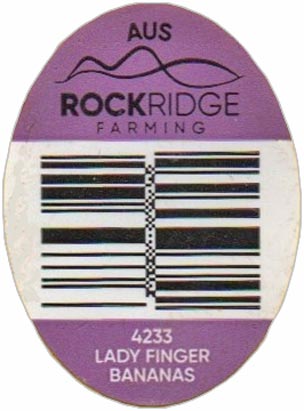 AUS
ROCKRIDGE
FARMING
4233
LADY FINGER
BANANAS